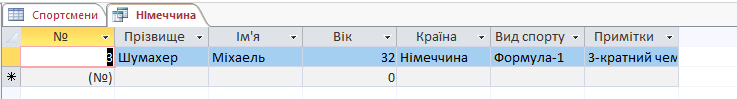 Спортсмени НІмеччина
№ Прізвище Ім'я Вік Країна Вид спорту Примітки
3 Шумахер Міхаель 32 Німеччина Формула-1 3-кратний чем
(№) 0